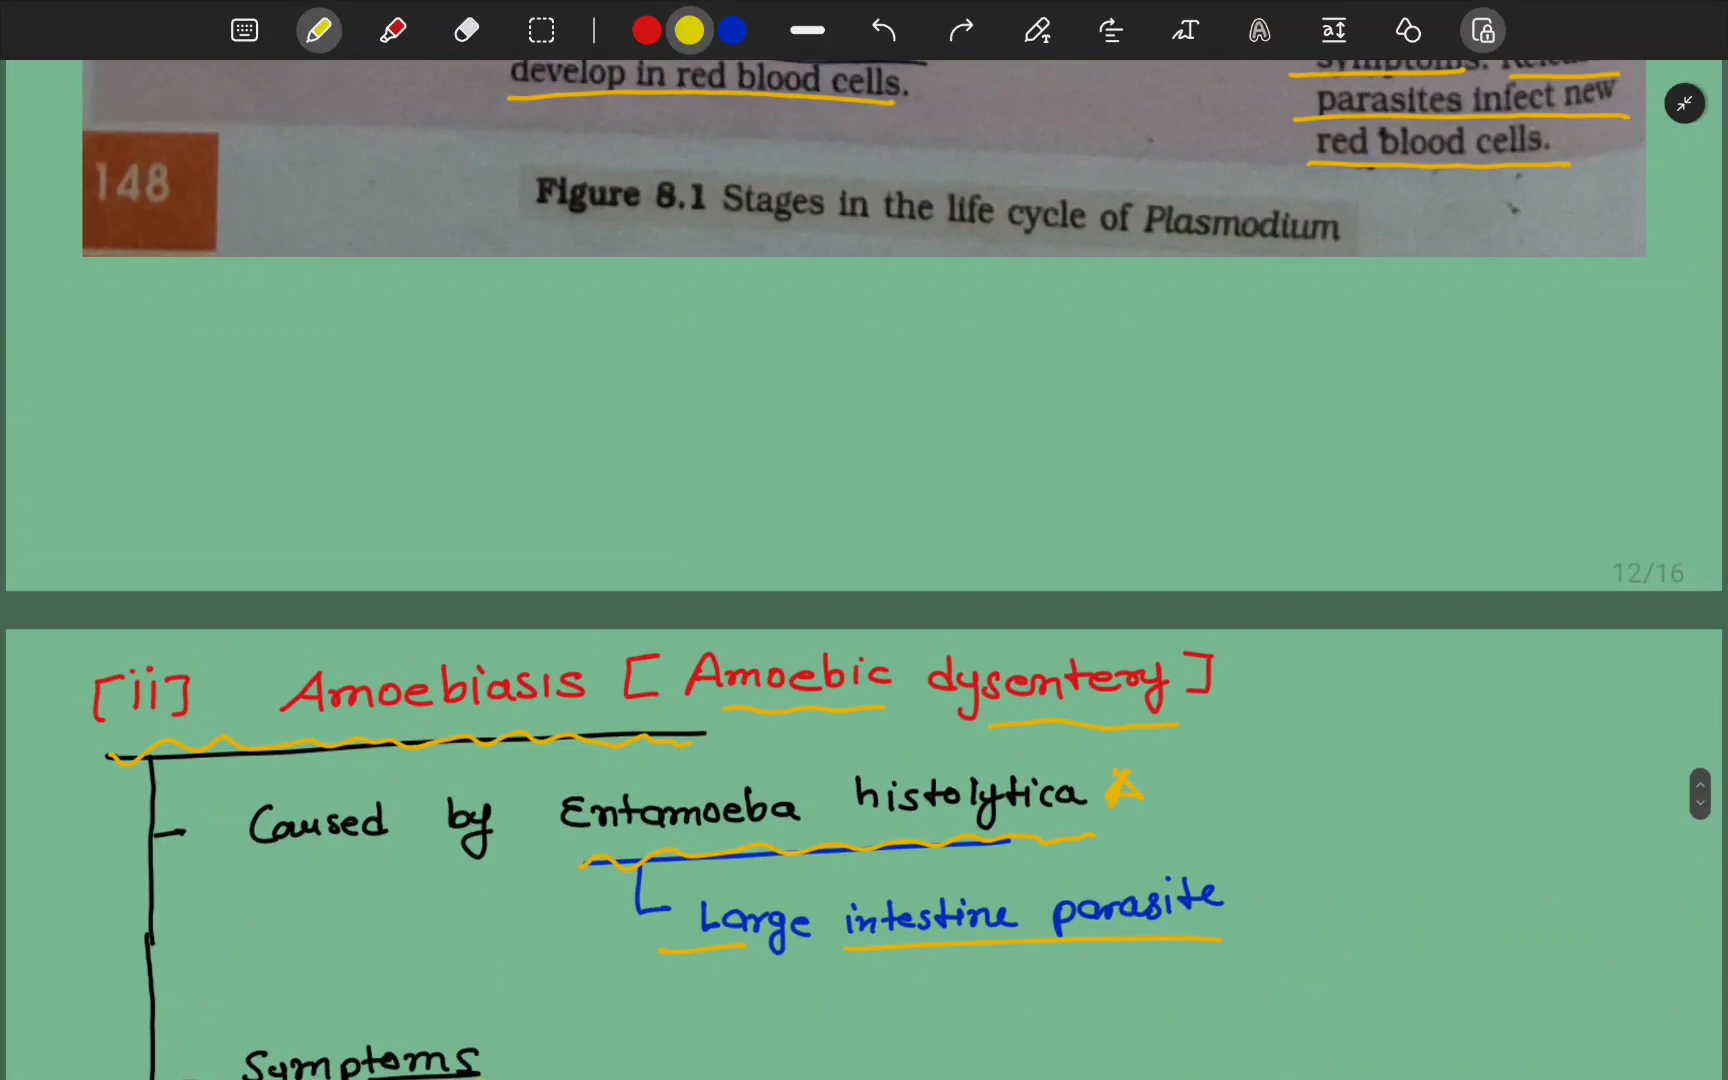 develop in red blood cells.
symptoms.
parasites infect new
red blood cells.
148
Figure 8.1 Stages in the life cycle of Plasmodium
12/16
[ii] Amoebiasis [Amoebic dysentery]
- Caused by Entamoeba histolytica
Large intestine parasite
Symptoms